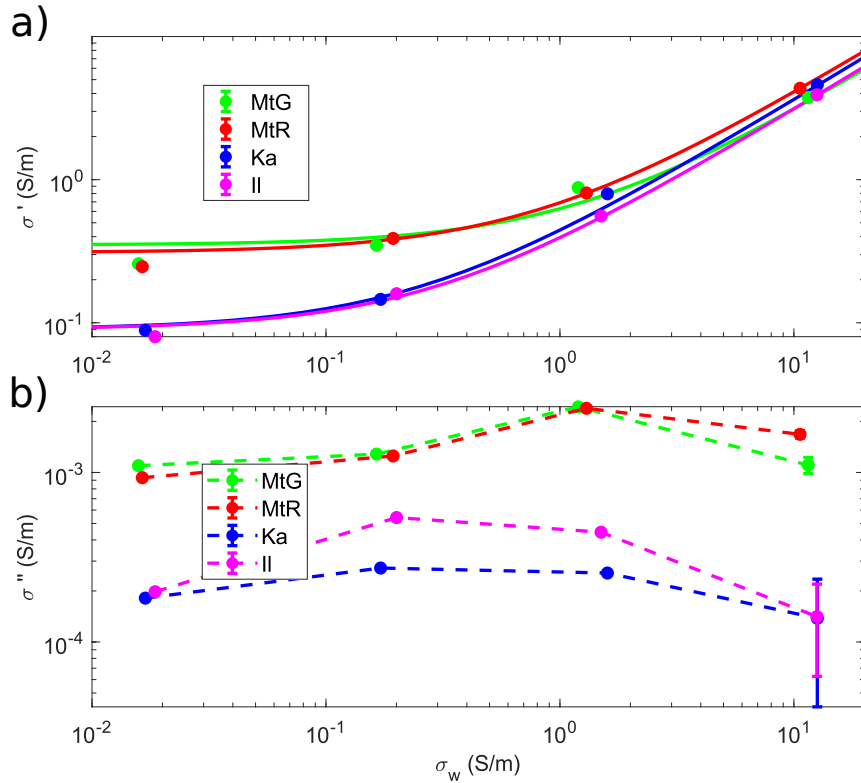 a)
10⁰
10⁻¹
σ ' (S/m)
MtG
MtR
Ka
Il
10⁻² 10⁻¹ 10⁰ 10¹
b)
10⁻³
10⁻⁴
σ '' (S/m)
MtG
MtR
Ka
Il
10⁻² 10⁻¹ 10⁰ 10¹
σ_w (S/m)